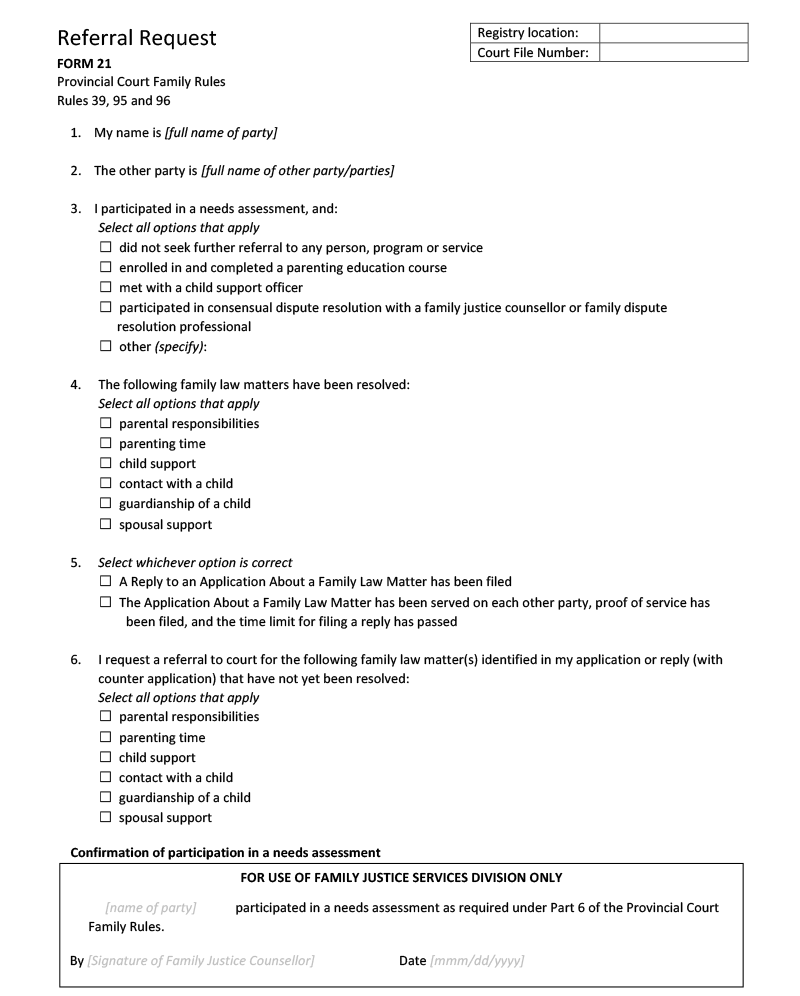 Referral Request
FORM 21
Provincial Court Family Rules
Rules 39, 95 and 96
Registry location:
Court File Number:
1. My name is [full name of party]
2. The other party is [full name of other party/parties]
3. I participated in a needs assessment, and:
Select all options that apply
☐ did not seek further referral to any person, program or service
☐ enrolled in and completed a parenting education course
☐ met with a child support officer
☐ participated in consensual dispute resolution with a family justice counsellor or family dispute
resolution professional
☐ other (specify):
4. The following family law matters have been resolved:
Select all options that apply
☐ parental responsibilities
☐ parenting time
☐ child support
☐ contact with a child
☐ guardianship of a child
☐ spousal support
5. Select whichever option is correct
☐ A Reply to an Application About a Family Law Matter has been filed
☐ The Application About a Family Law Matter has been served on each other party, proof of service has
been filed, and the time limit for filing a reply has passed
6. I request a referral to court for the following family law matter(s) identified in my application or reply (with
counter application) that have not yet been resolved:
Select all options that apply
☐ parental responsibilities
☐ parenting time
☐ child support
☐ contact with a child
☐ guardianship of a child
☐ spousal support
Confirmation of participation in a needs assessment
FOR USE OF FAMILY JUSTICE SERVICES DIVISION ONLY
[name of party] participated in a needs assessment as required under Part 6 of the Provincial Court
Family Rules.
By [Signature of Family Justice Counsellor] Date [mmm/dd/yyyy]